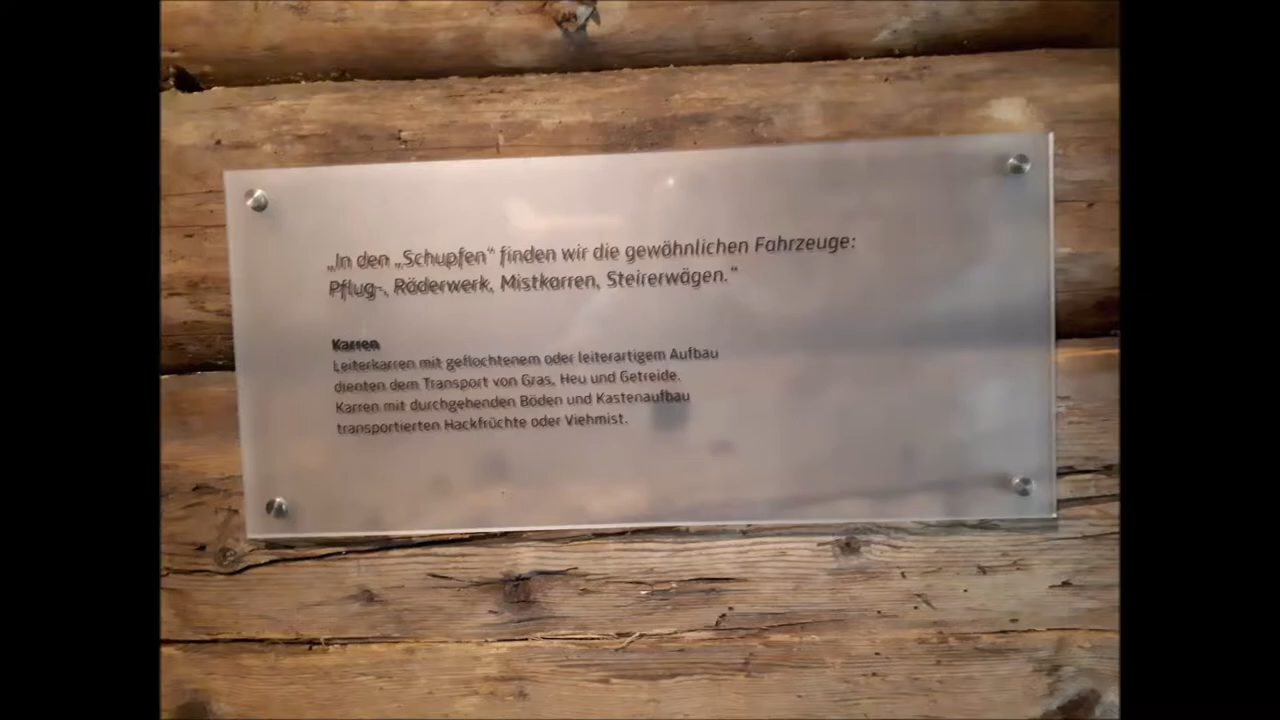 „In den „Schupfen“ finden wir die gewöhnlichen Fahrzeuge:
Pflug-, Räderwerk, Mistkarren, Steirerwägen.“
Karren
Leiterkarren mit geflochtenem oder leiterartigem Aufbau
dienten dem Transport von Gras, Heu und Getreide.
Karren mit durchgehenden Böden und Kastenaufbau
transportierten Hackfrüchte oder Viehmist.